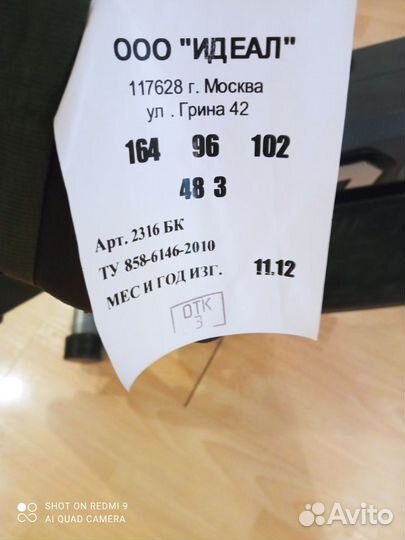 ООО "ИДЕАЛ"
117628 г. Москва
ул . Грина 42
164 96 102
48 3
Арт. 2316 БК
ТУ 858-6146-2010
МЕС И ГОД ИЗГ. 11.12
ОТК
3
SHOT ON REDMI 9
AI QUAD CAMERA
Avito